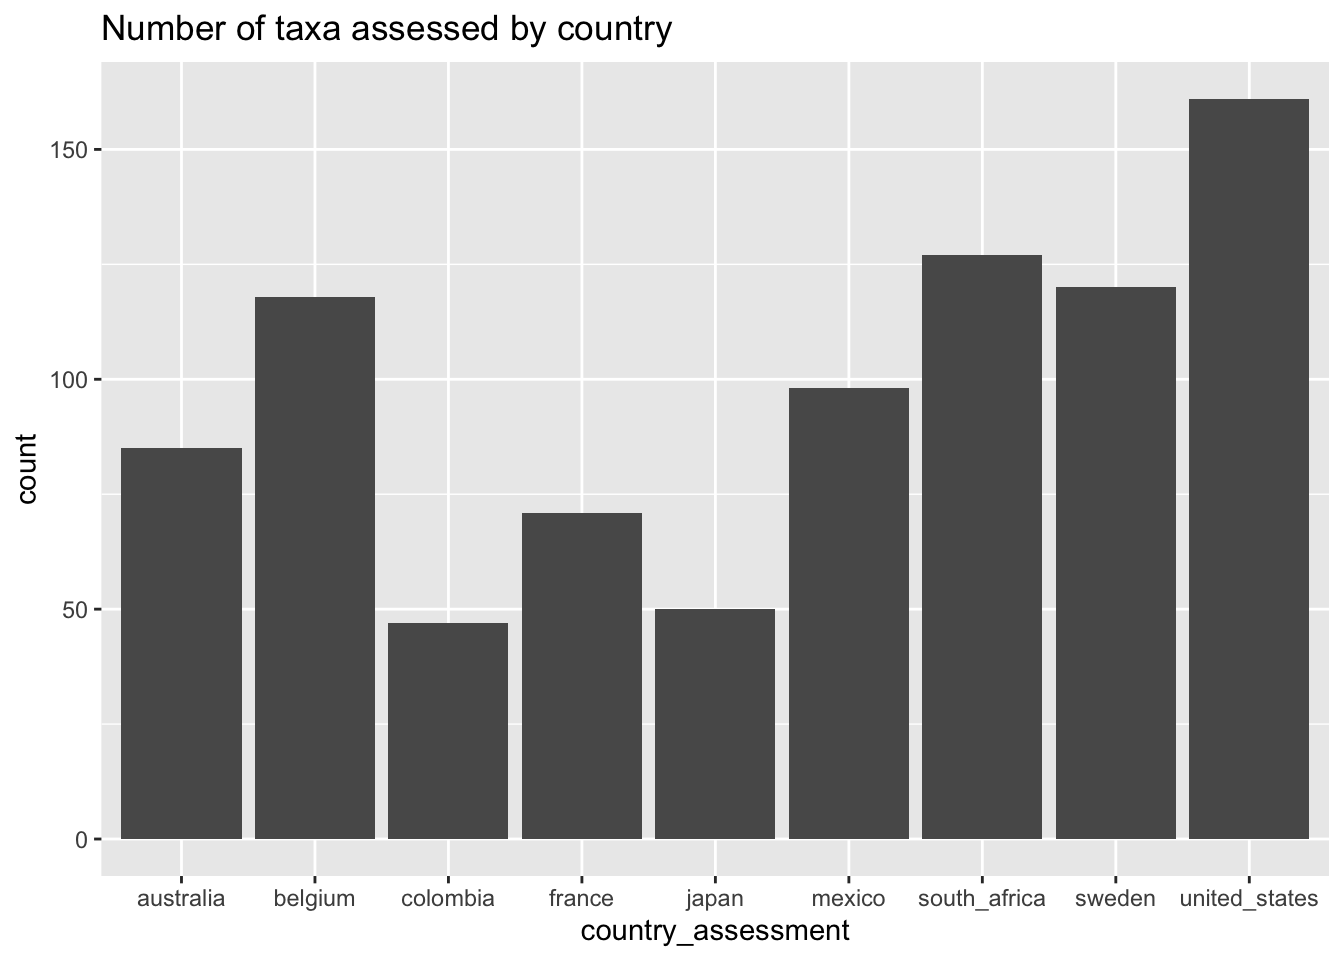 Number of taxa assessed by country
150
100
50
0
count
australia belgium colombia france japan mexico south_africa sweden united_states
country_assessment